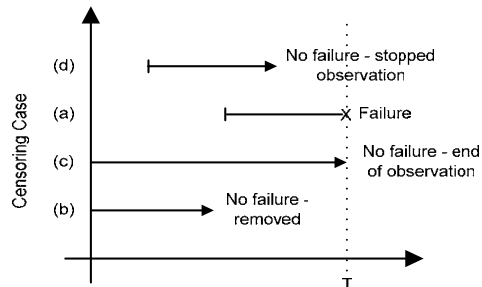 Censoring Case
(d)
No failure - stopped
observation
(a)
Failure
(c)
No failure - end
of observation
(b)
No failure -
removed
T